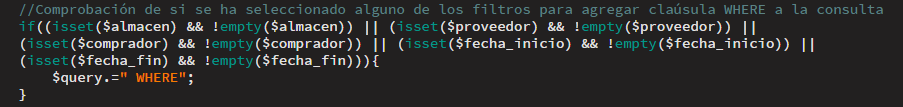 //Comprobación de si se ha seleccionado alguno de los filtros para agregar claúsula WHERE a la consulta
if((isset($almacen) && !empty($almacen)) || (isset($proveedor) && !empty($proveedor)) ||
(isset($comprador) && !empty($comprador)) || (isset($fecha_inicio) && !empty($fecha_inicio)) ||
(isset($fecha_fin) && !empty($fecha_fin))){
    $query.=" WHERE";
}